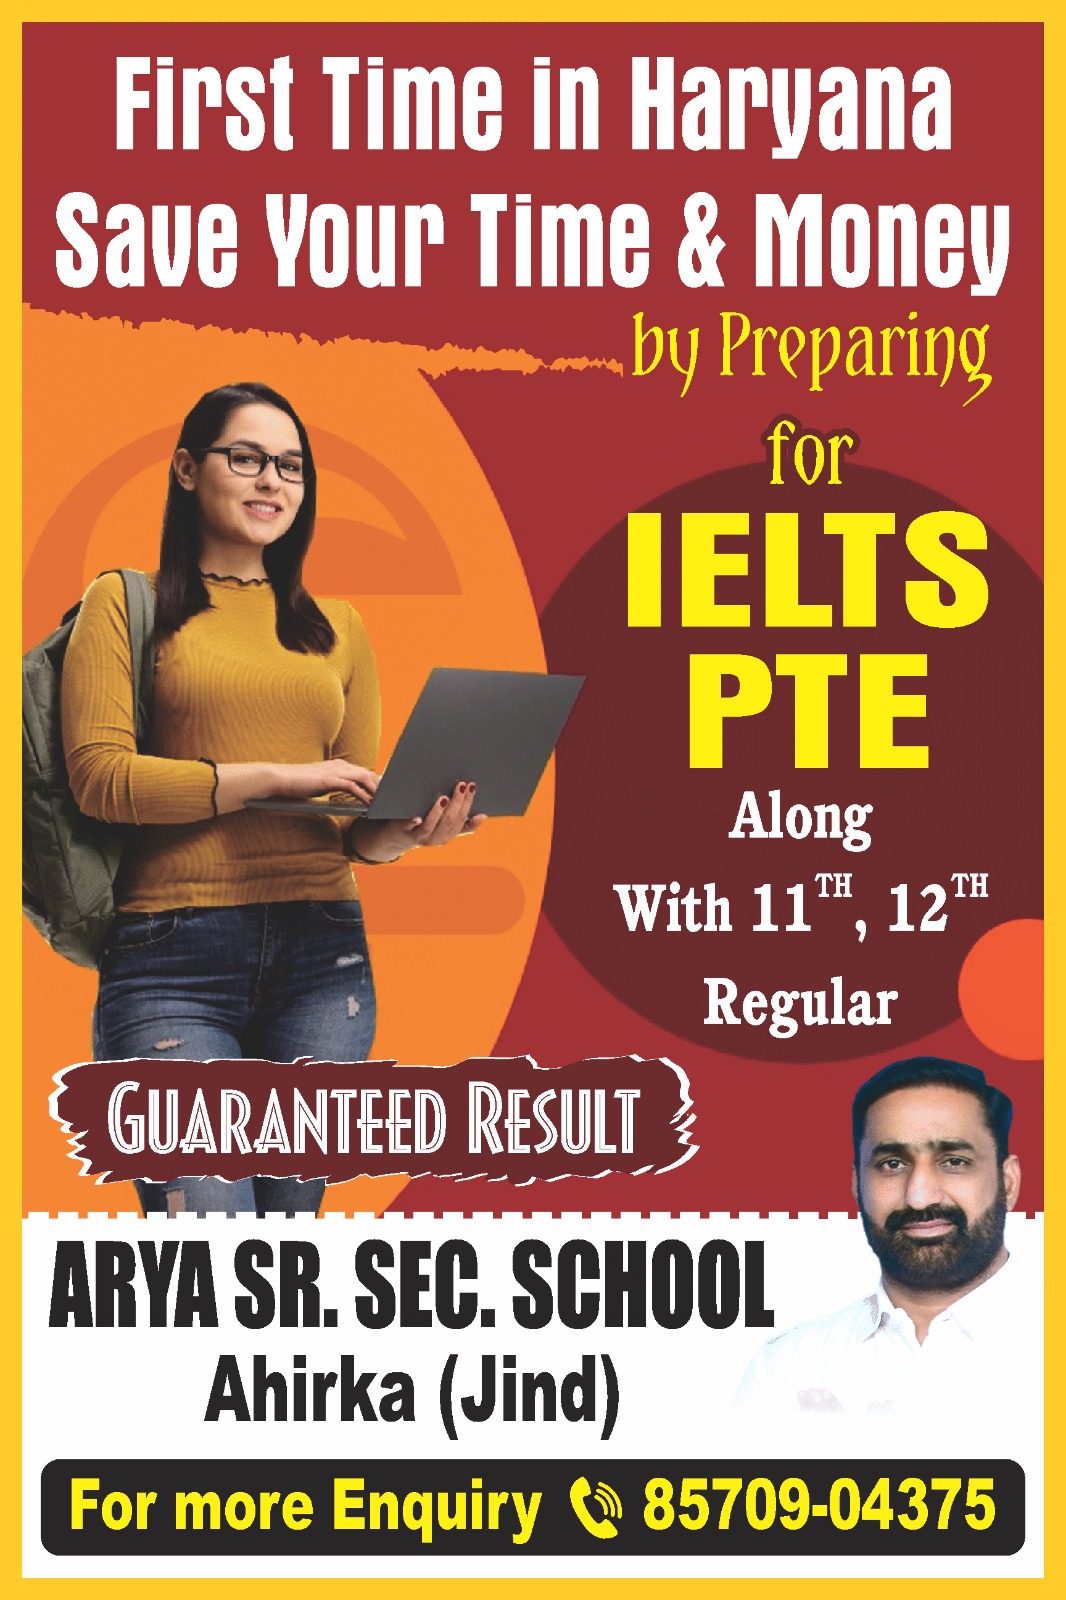 First Time in Haryana
Save Your Time & Money
by Preparing
for
IELTS
PTE
Along
With 11TH, 12TH
Regular
GUARANTEED RESULT
ARYA SR. SEC. SCHOOL
Ahirka (Jind)
For more Enquiry 85709-04375